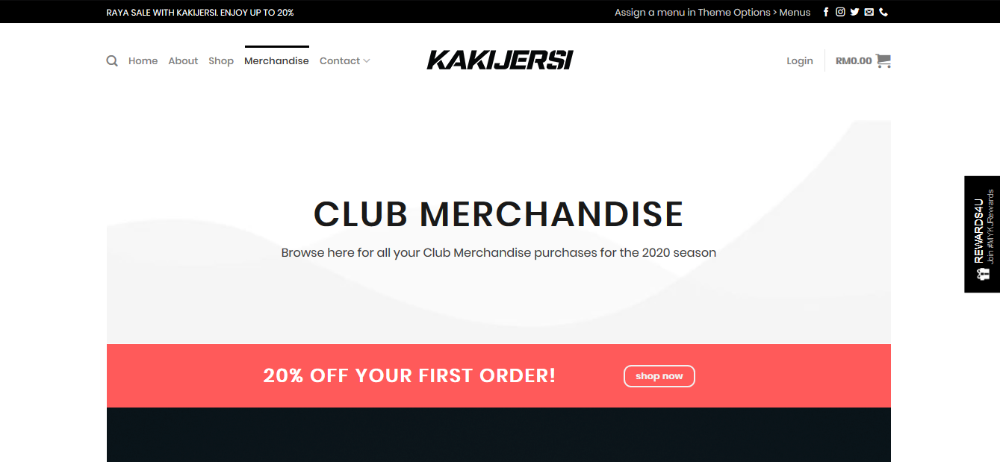 RAYA SALE WITH KAKIJERSI. ENJOY UP TO 20%
Assign a menu in Theme Options > Menus
Home About Shop Merchandise Contact
KAKIJERSI
Login RM0.00
CLUB MERCHANDISE
Browse here for all your Club Merchandise purchases for the 2020 season
REWARDS4U
Join #MYKJRewards
20% OFF YOUR FIRST ORDER!
shop now